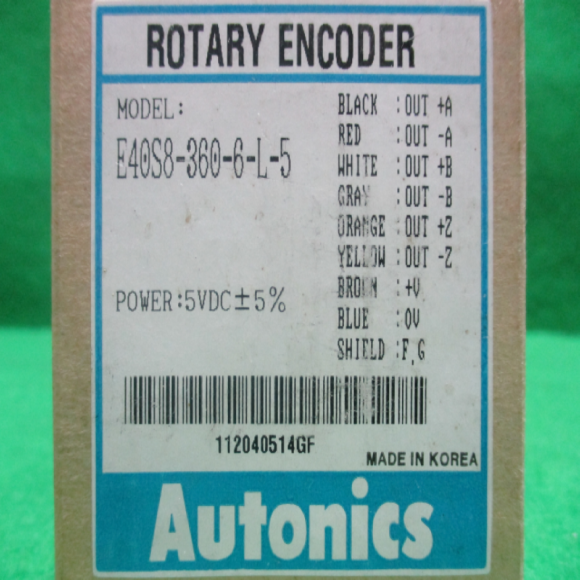 ROTARY ENCODER
MODEL:
E40S8-360-6-L-5
POWER:5VDC±5%
BLACK :OUT +A
RED :OUT -A
WHITE :OUT +B
GRAY :OUT -B
ORANGE :OUT +Z
YELLOW :OUT -Z
BROWN :+V
BLUE :0V
SHIELD :F,G
112040514GF
MADE IN KOREA
Autonics